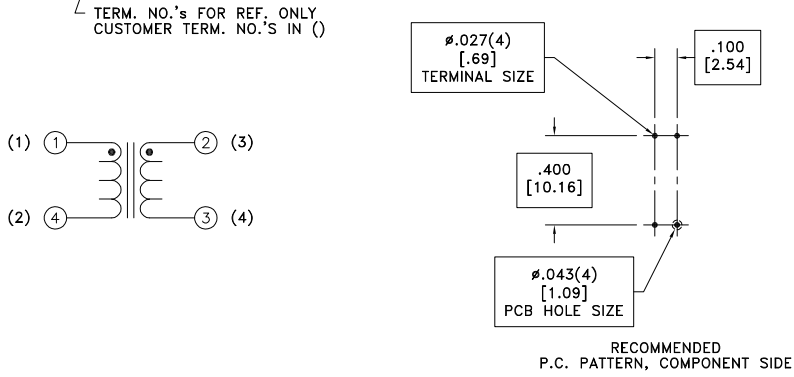 TERM. NO.'s FOR REF. ONLY
CUSTOMER TERM. NO.'S IN ()
(1) 1 2 (3)
(2) 4 3 (4)
ø.027(4)
[.69]
TERMINAL SIZE
.100
[2.54]
.400
[10.16]
ø.043(4)
[1.09]
PCB HOLE SIZE
RECOMMENDED
P.C. PATTERN, COMPONENT SIDE